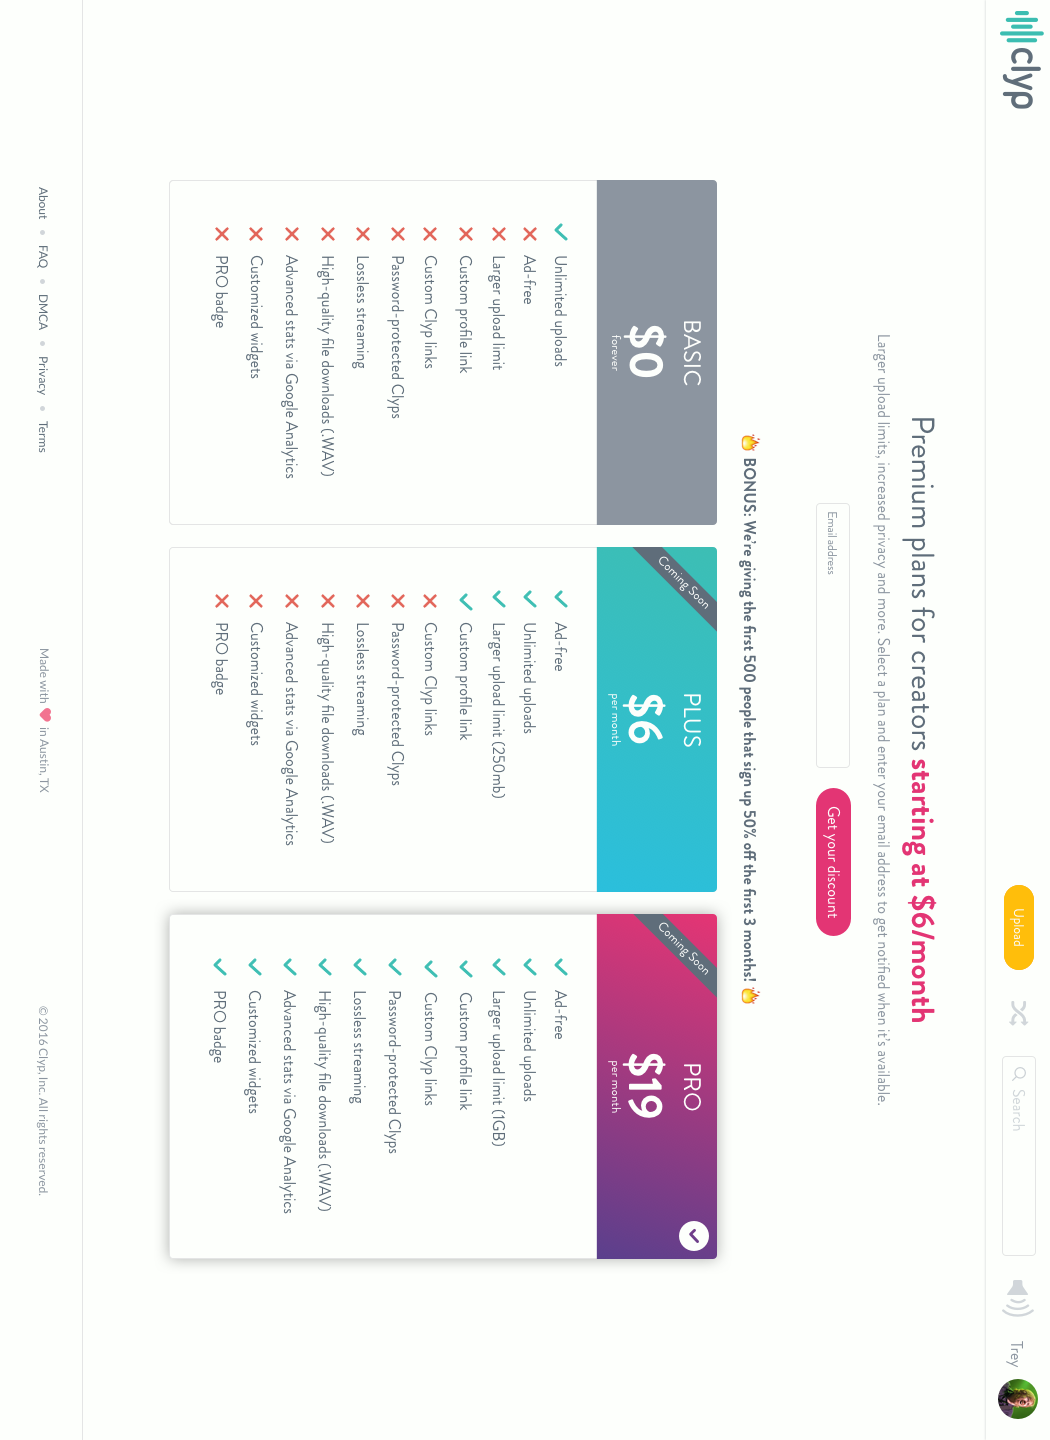 clyp
Upload
Search
Trey
Premium plans for creators starting at $6/month
Larger upload limits, increased privacy and more. Select a plan and enter your email address to get notified when it's available.
Email address
Get your discount
BONUS: We're giving the first 500 people that sign up 50% off the first 3 months!
BASIC
$0
forever
Unlimited uploads
Ad-free
Larger upload limit
Custom profile link
Custom Clyp links
Password-protected Clyps
Lossless streaming
High-quality file downloads (.WAV)
Advanced stats via Google Analytics
Customized widgets
PRO badge
Coming Soon
PLUS
$6
per month
Ad-free
Unlimited uploads
Larger upload limit (250mb)
Custom profile link
Custom Clyp links
Password-protected Clyps
Lossless streaming
High-quality file downloads (.WAV)
Advanced stats via Google Analytics
Customized widgets
PRO badge
Coming Soon
PRO
$19
per month
Ad-free
Unlimited uploads
Larger upload limit (1GB)
Custom profile link
Custom Clyp links
Password-protected Clyps
Lossless streaming
High-quality file downloads (.WAV)
Advanced stats via Google Analytics
Customized widgets
PRO badge
About • FAQ • DMCA • Privacy • Terms
Made with ❤ in Austin, TX
© 2016 Clyp, Inc. All rights reserved.